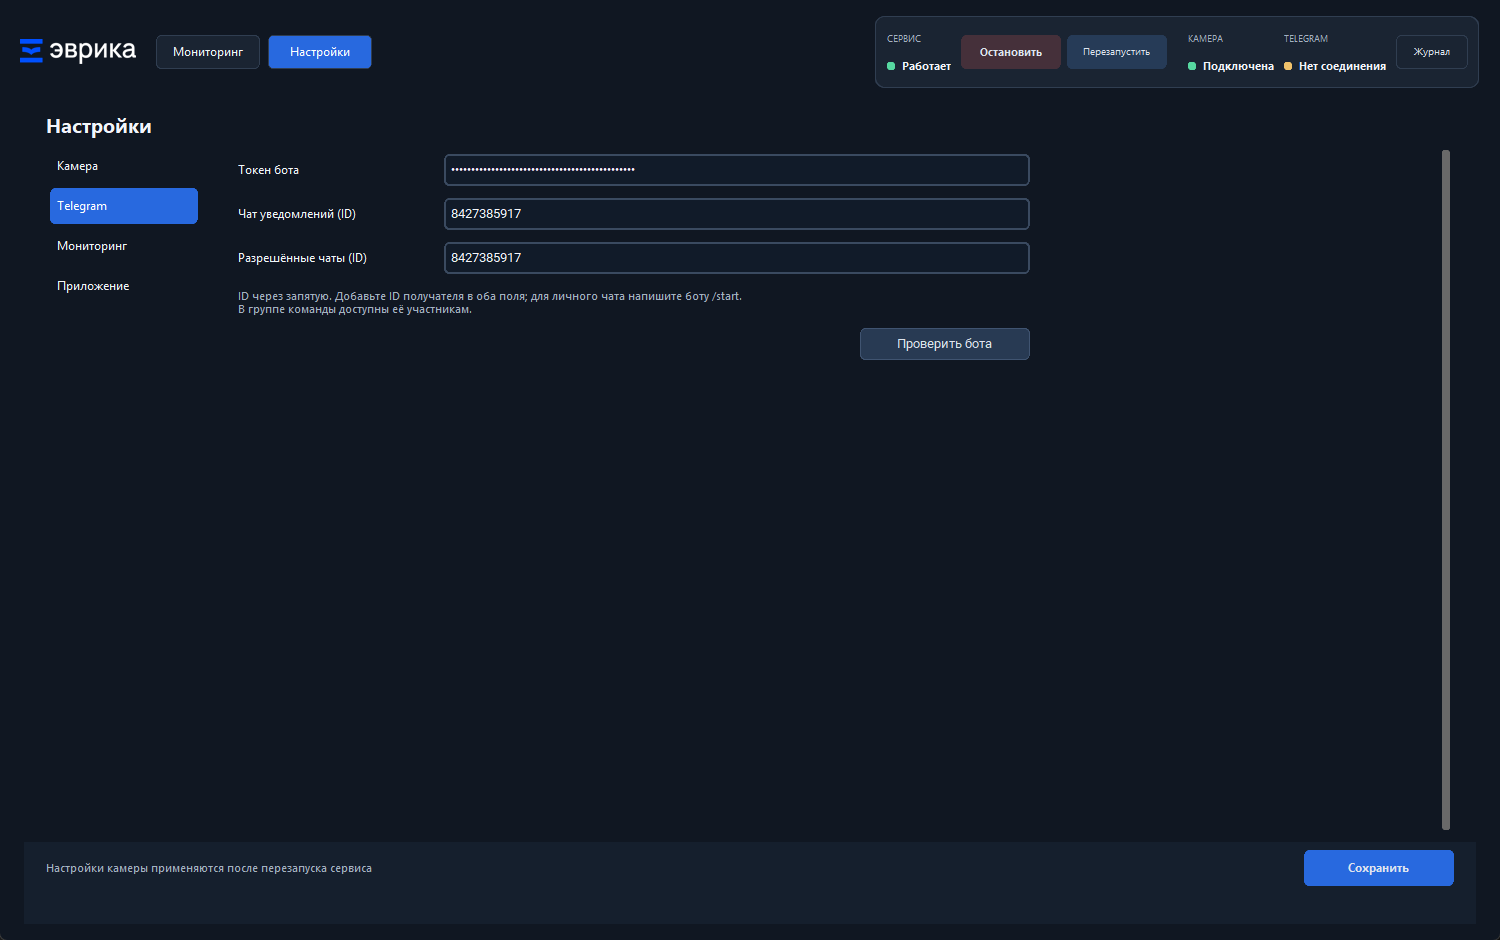 эврика
Мониторинг
Настройки
СЕРВИС
Работает
Остановить
Перезапустить
КАМЕРА
Подключена
TELEGRAM
Нет соединения
Журнал
Настройки
Камера
Telegram
Мониторинг
Приложение
Токен бота
••••••••••••••••••••••••••••••••••••••••••••••
Чат уведомлений (ID)
8427385917
Разрешённые чаты (ID)
8427385917
ID через запятую. Добавьте ID получателя в оба поля; для личного чата напишите боту /start.
В группе команды доступны её участникам.
Проверить бота
Настройки камеры применяются после перезапуска сервиса
Сохранить